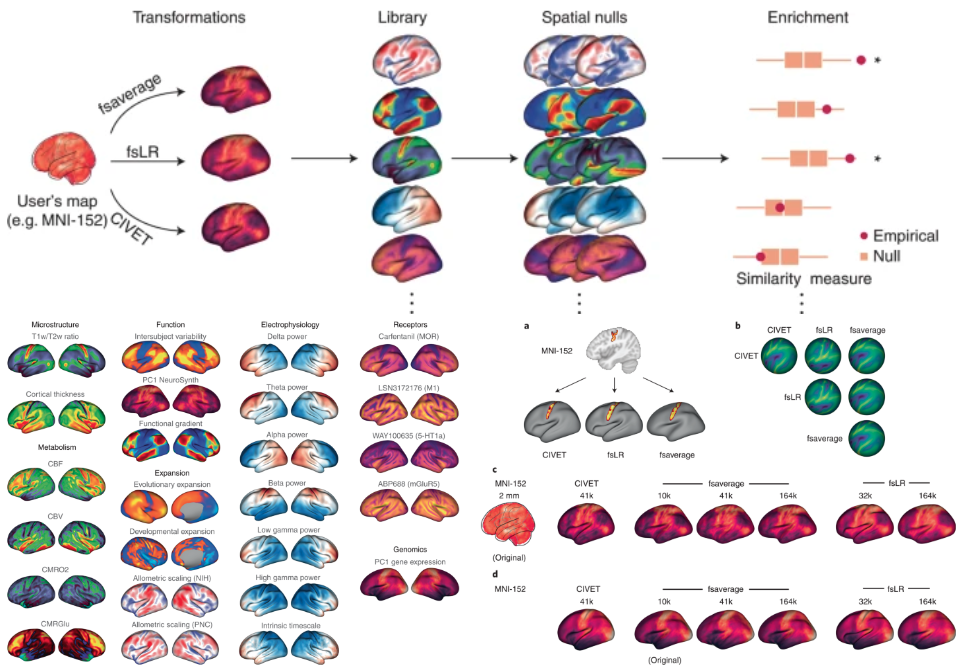 Transformations
Library
Spatial nulls
Enrichment
fsaverage
fsLR
CIVET
User's map
(e.g. MNI-152)
*
*
Empirical
Null
Similarity measure
Microstructure
T1w/T2w ratio
Cortical thickness
Metabolism
CBF
CBV
CMRO2
CMRGlu
Function
Intersubject variability
PC1 NeuroSynth
Functional gradient
Expansion
Evolutionary expansion
Developmental expansion
Allometric scaling (NIH)
Allometric scaling (PNC)
Electrophysiology
Delta power
Theta power
Alpha power
Beta power
Low gamma power
High gamma power
Intrinsic timescale
Receptors
Carfentanil (MOR)
LSN3172176 (M1)
WAY100635 (5-HT1a)
ABP688 (mGluR5)
Genomics
PC1 gene expression
a
MNI-152
CIVET fsLR fsaverage
b
CIVET fsLR fsaverage
CIVET
fsLR
fsaverage
c
MNI-152 CIVET fsaverage fsLR
2 mm 41k 10k 41k 164k 32k 164k
(Original)
d
MNI-152 CIVET fsaverage fsLR
41k 10k 41k 164k 32k 164k
(Original)